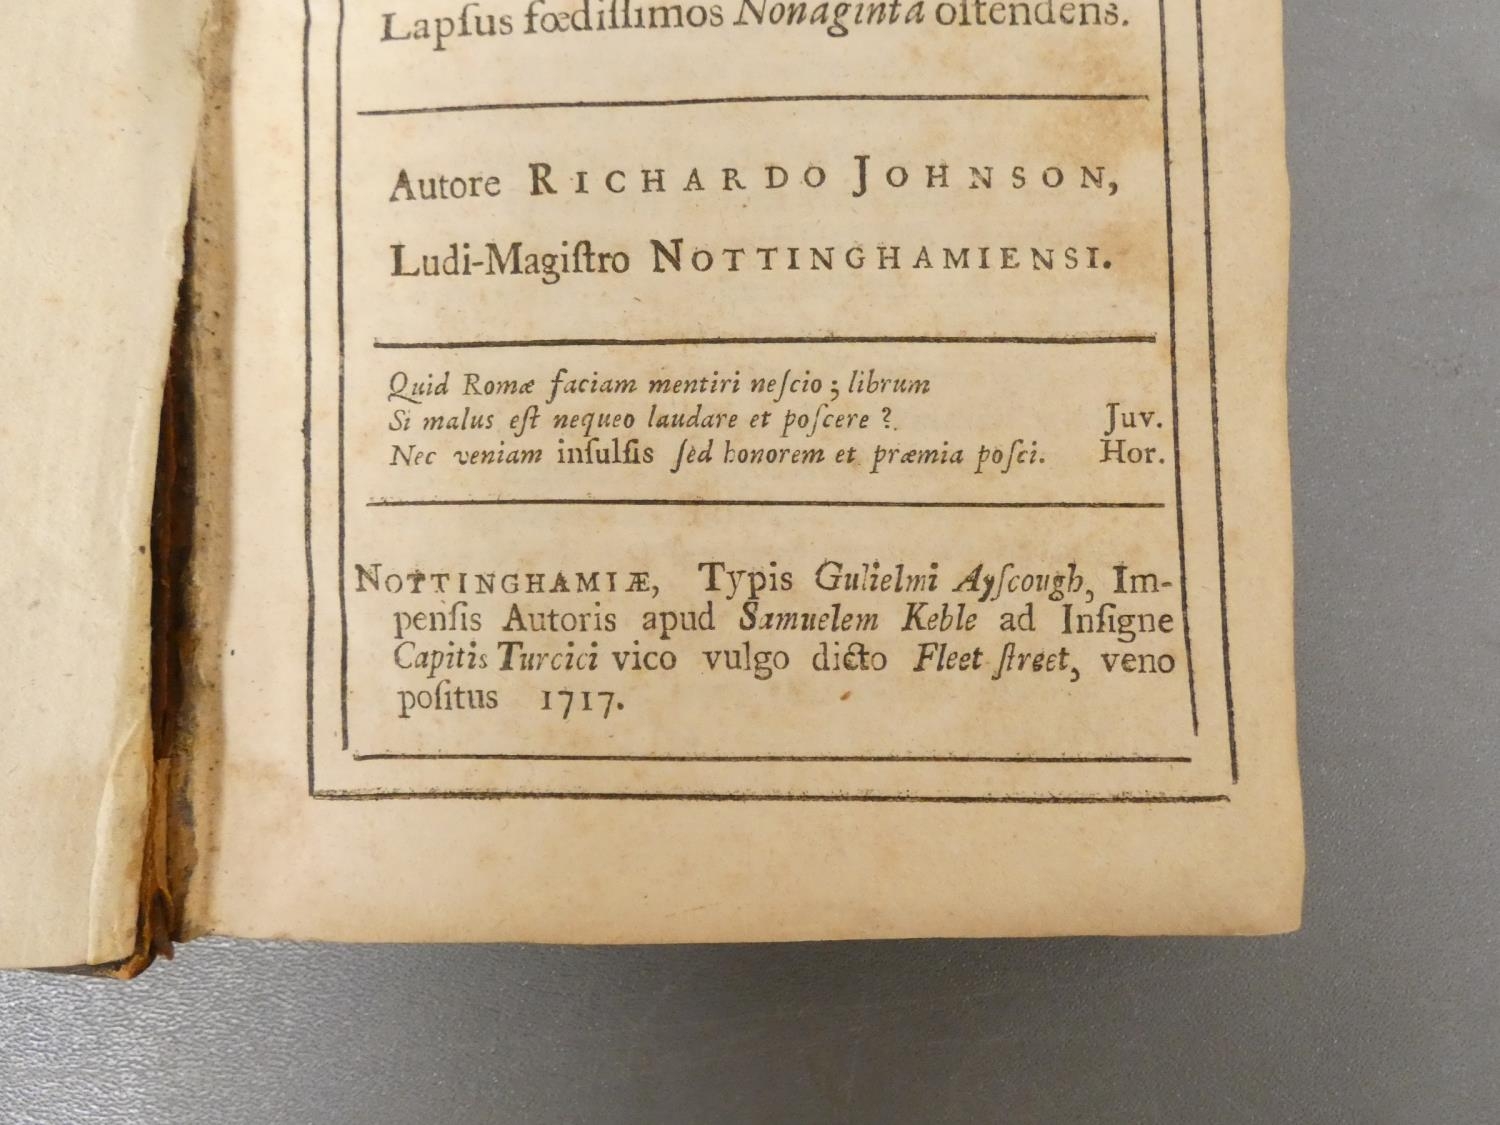 Lapſus fœdiſſimos Nonaginta oſtendens.
Autore RICHARDO JOHNSON,
Ludi-Magiſtro NOTTINGHAMIENSI.
Quid Romæ faciam mentiri neſcio ; librum
Si malus eſt nequeo laudare et poſcere ?. Juv.
Nec veniam inſulſis ſed honorem et præmia poſci. Hor.
NOTTINGHAMIÆ, Typis Gulielmi Ayſcough, Im-
penſis Autoris apud Samuelem Keble ad Inſigne
Capitis Turcici vico vulgo dicto Fleet ſtreet, veno
poſitus 1717.